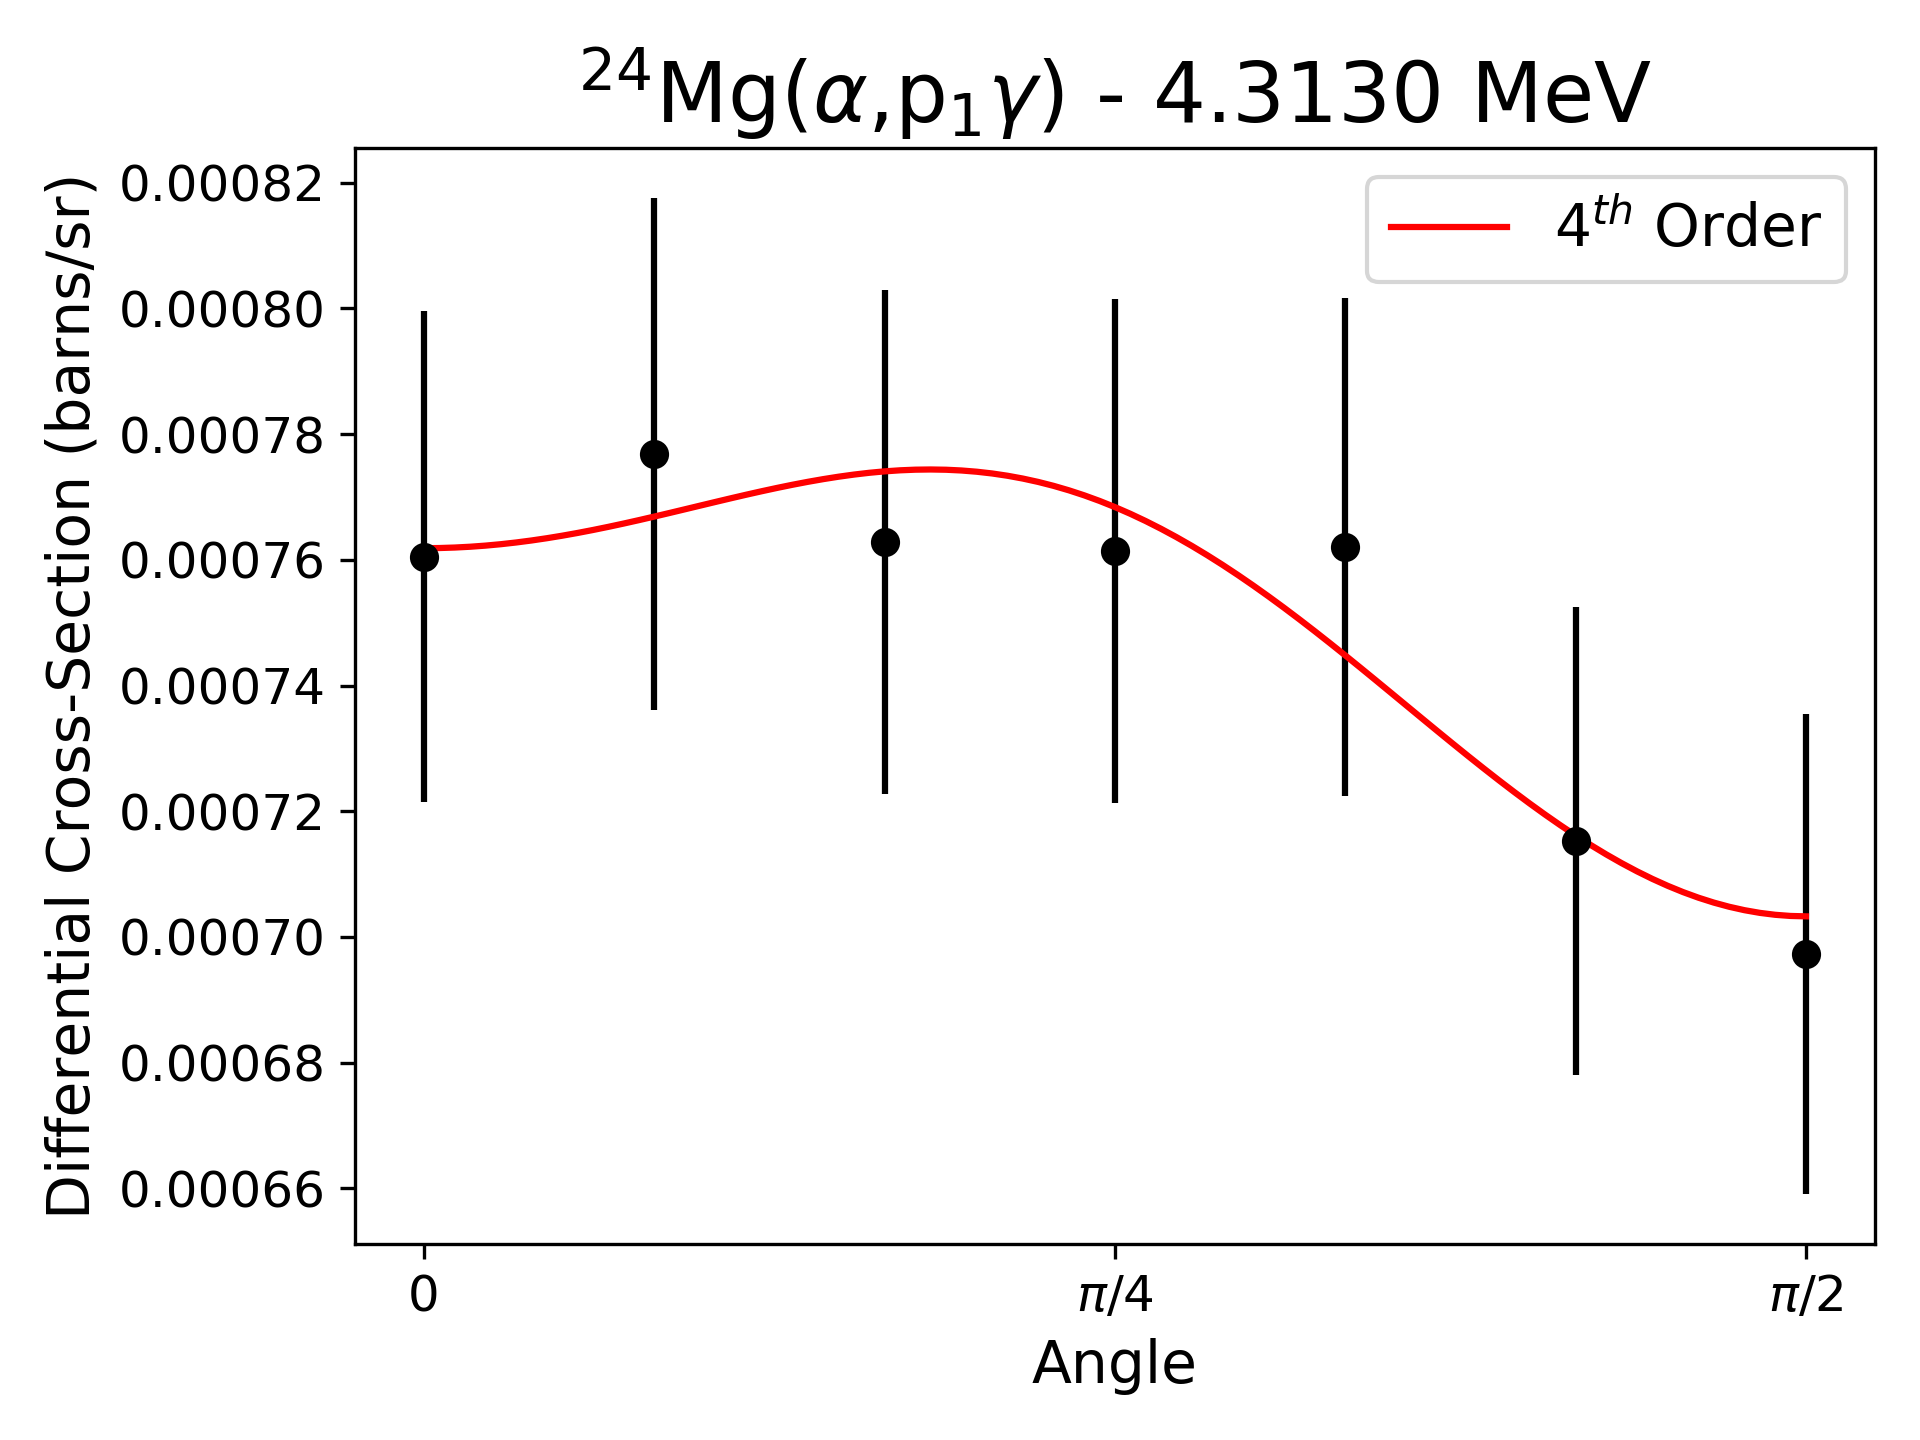 ²⁴Mg(α,p₁γ) - 4.3130 MeV
4ᵗʰ Order
Differential Cross-Section (barns/sr)
0.00082
0.00080
0.00078
0.00076
0.00074
0.00072
0.00070
0.00068
0.00066
0 π/4 π/2
Angle